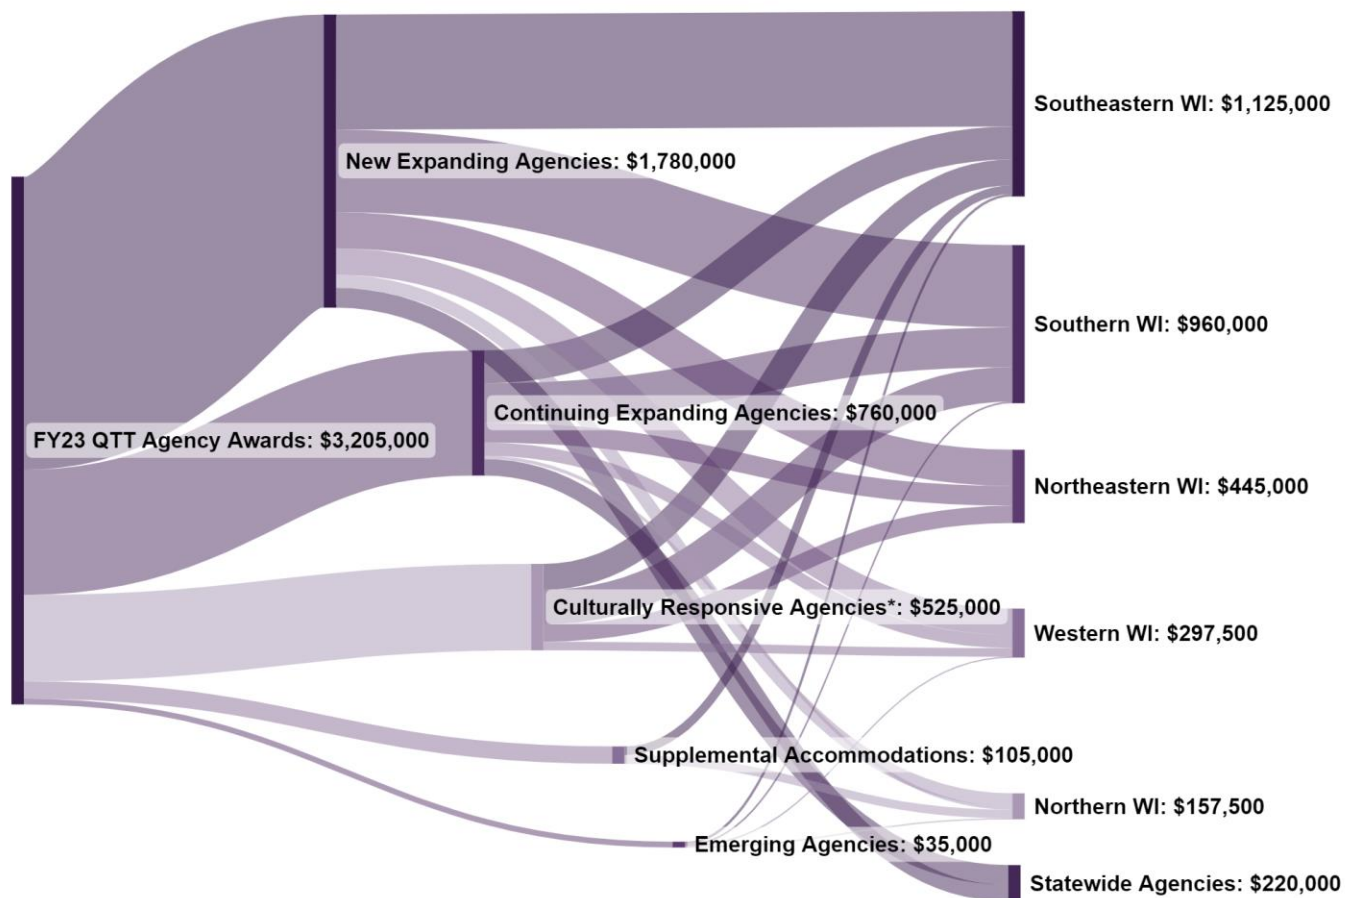 FY23 QTT Agency Awards: $3,205,000
New Expanding Agencies: $1,780,000
Continuing Expanding Agencies: $760,000
Culturally Responsive Agencies*: $525,000
Supplemental Accommodations: $105,000
Emerging Agencies: $35,000
Southeastern WI: $1,125,000
Southern WI: $960,000
Northeastern WI: $445,000
Western WI: $297,500
Northern WI: $157,500
Statewide Agencies: $220,000